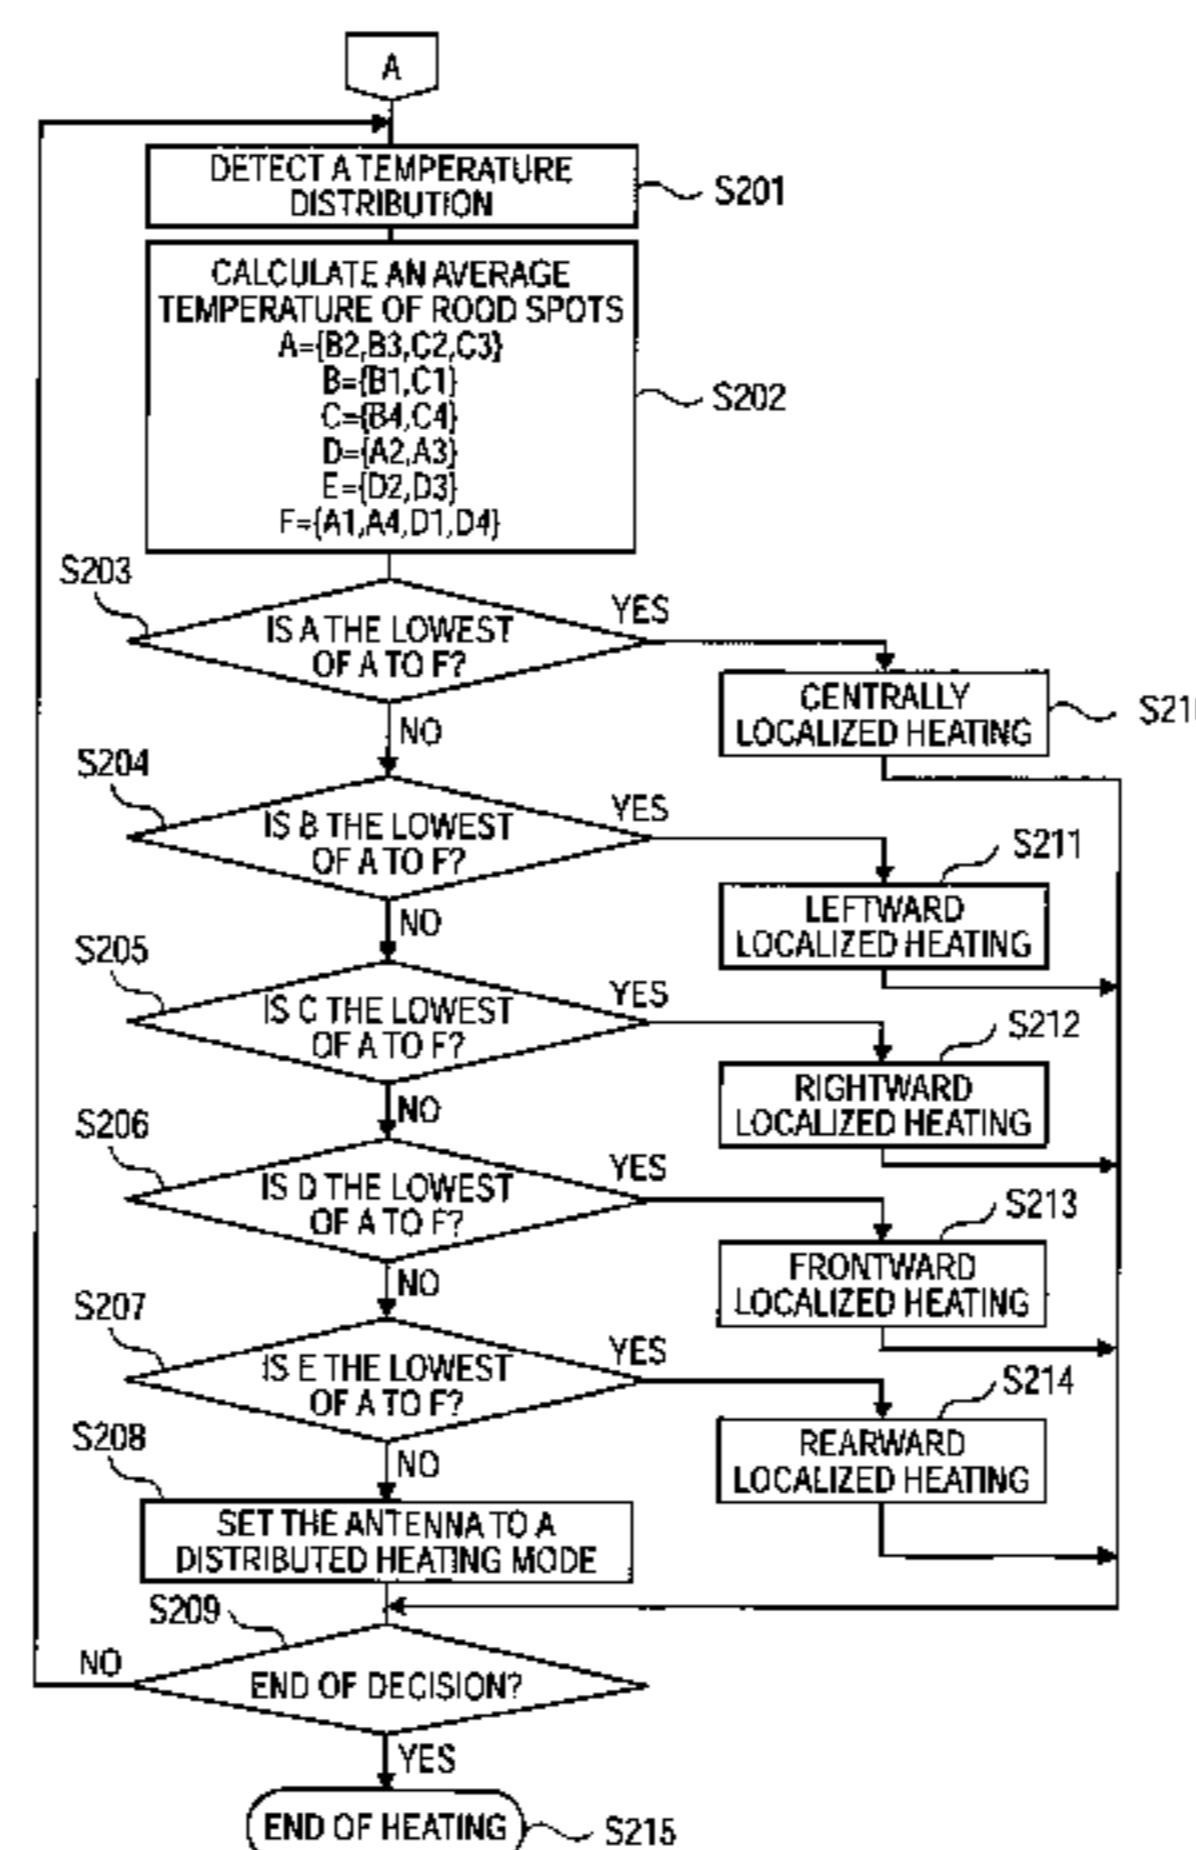 A
DETECT A TEMPERATURE
DISTRIBUTION
S201
CALCULATE AN AVERAGE
TEMPERATURE OF ROOD SPOTS
A={B2,B3,C2,C3}
B={B1,C1}
C={B4,C4}
D={A2,A3}
E={D2,D3}
F={A1,A4,D1,D4}
S202
S203
IS A THE LOWEST
OF A TO F?
YES
NO
CENTRALLY
LOCALIZED HEATING
S204
IS B THE LOWEST
OF A TO F?
YES
NO
S211
LEFTWARD
LOCALIZED HEATING
S205
IS C THE LOWEST
OF A TO F?
YES
NO
S212
RIGHTWARD
LOCALIZED HEATING
S206
IS D THE LOWEST
OF A TO F?
YES
NO
S213
FRONTWARD
LOCALIZED HEATING
S207
IS E THE LOWEST
OF A TO F?
YES
NO
S214
REARWARD
LOCALIZED HEATING
S208
SET THE ANTENNA TO A
DISTRIBUTED HEATING MODE
S209
NO
END OF DECISION?
YES
END OF HEATING
S215